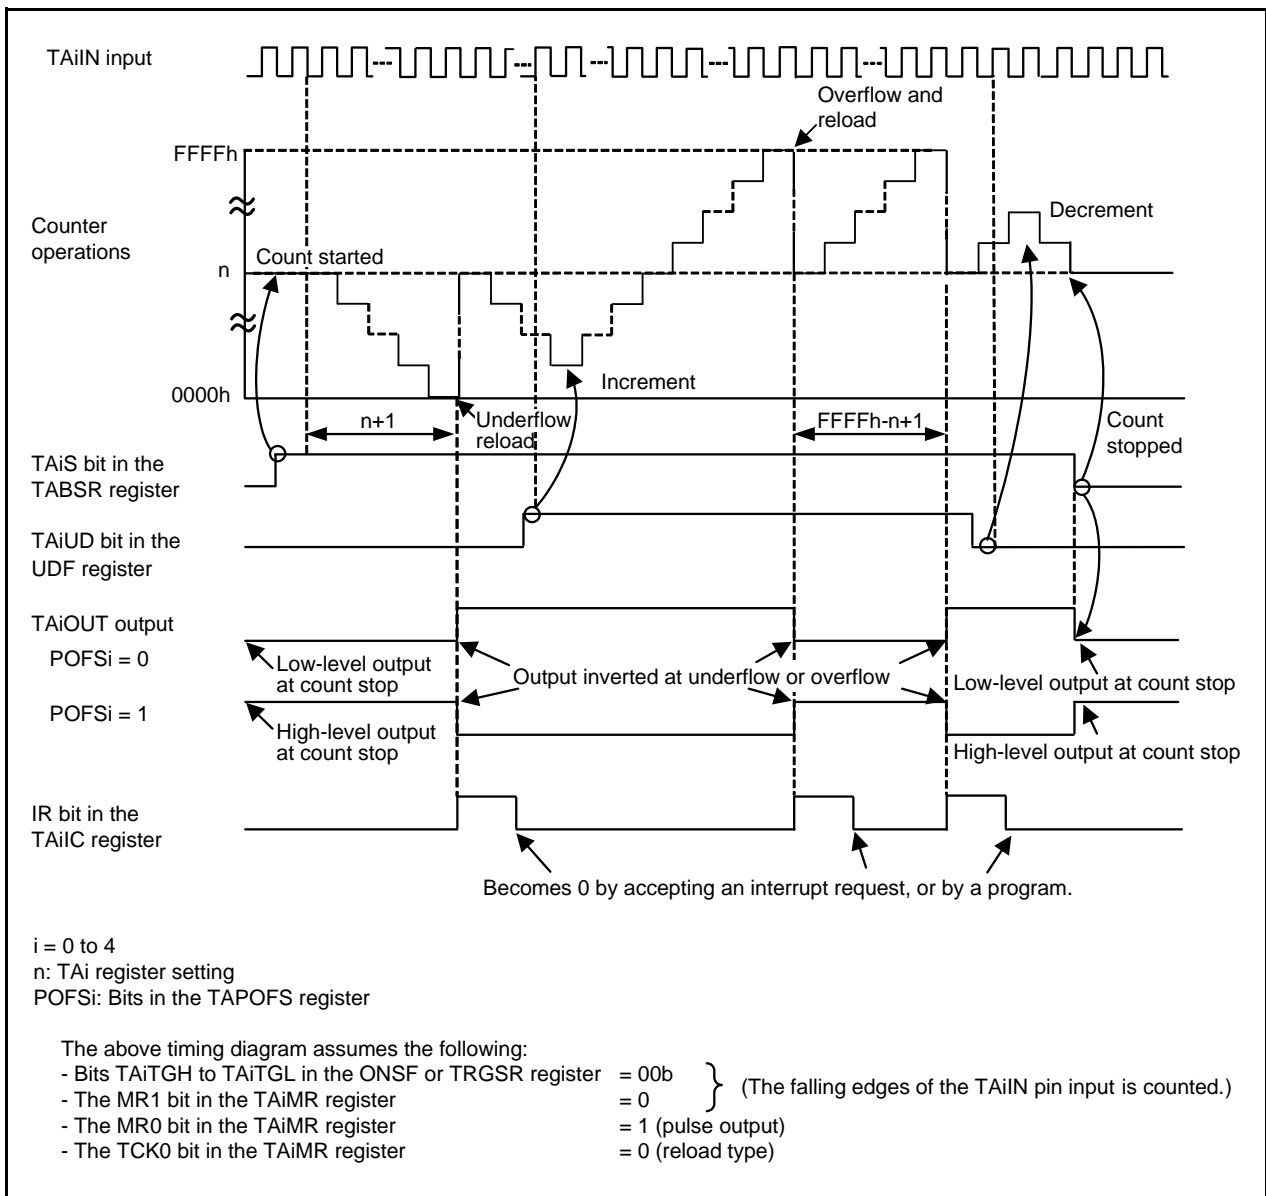 TAiIN input
Overflow and
reload
FFFFh
Counter
operations
Decrement
Count started
n
Increment
0000h
n+1
Underflow
reload
FFFFh-n+1
Count
stopped
TAiS bit in the
TABSR register
TAiUD bit in the
UDF register
TAiOUT output
POFSi = 0
Low-level output
at count stop
Output inverted at underflow or overflow
Low-level output at count stop
POFSi = 1
High-level output
at count stop
High-level output at count stop
IR bit in the
TAiIC register
Becomes 0 by accepting an interrupt request, or by a program.
i = 0 to 4
n: TAi register setting
POFSi: Bits in the TAPOFS register
The above timing diagram assumes the following:
- Bits TAiTGH to TAiTGL in the ONSF or TRGSR register = 00b
- The MR1 bit in the TAiMR register = 0
(The falling edges of the TAiIN pin input is counted.)
- The MR0 bit in the TAiMR register = 1 (pulse output)
- The TCK0 bit in the TAiMR register = 0 (reload type)